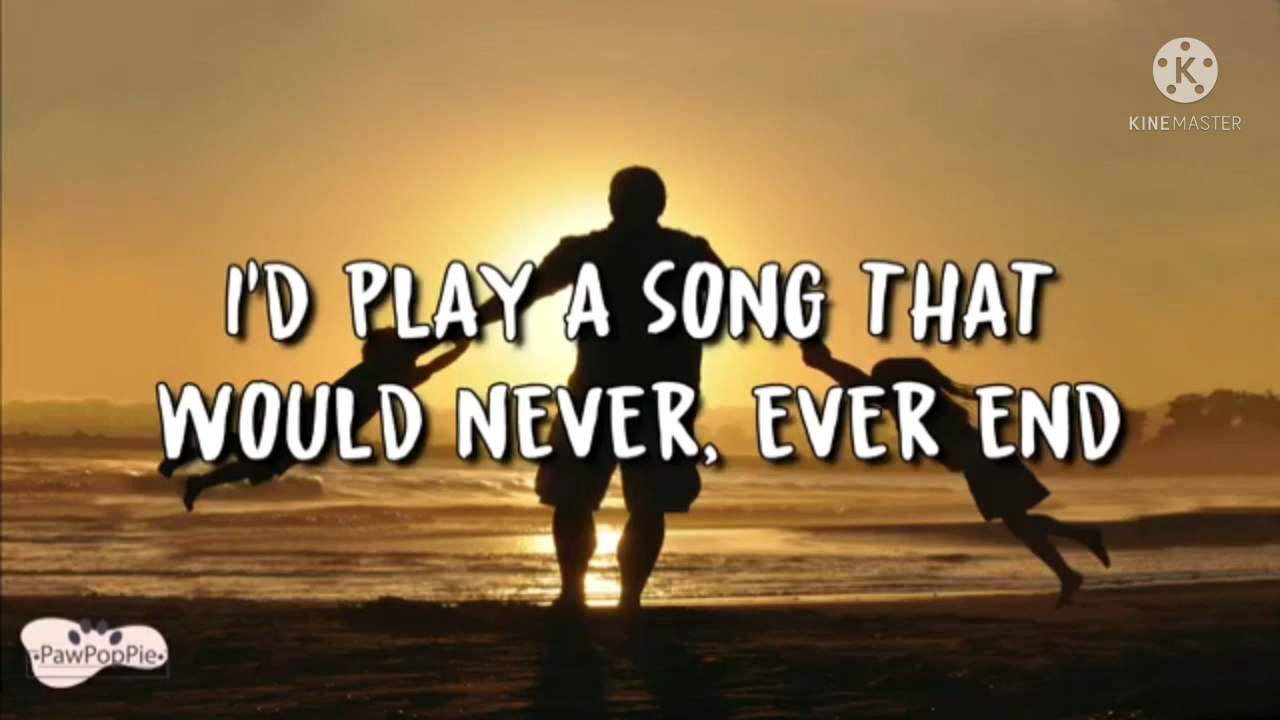 K
KINEMASTER
I'D PLAY A SONG THAT
WOULD NEVER, EVER END
•PawPopPie•